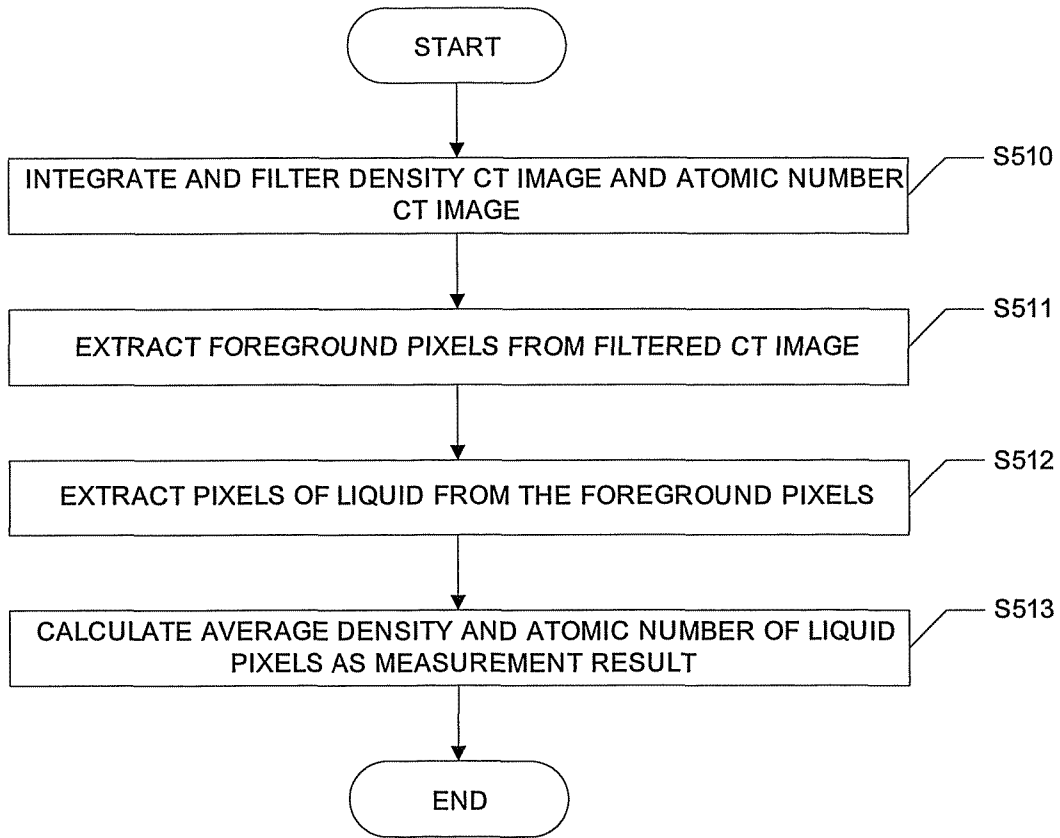 START
S510
INTEGRATE AND FILTER DENSITY CT IMAGE AND ATOMIC NUMBER
CT IMAGE
S511
EXTRACT FOREGROUND PIXELS FROM FILTERED CT IMAGE
S512
EXTRACT PIXELS OF LIQUID FROM THE FOREGROUND PIXELS
S513
CALCULATE AVERAGE DENSITY AND ATOMIC NUMBER OF LIQUID
PIXELS AS MEASUREMENT RESULT
END